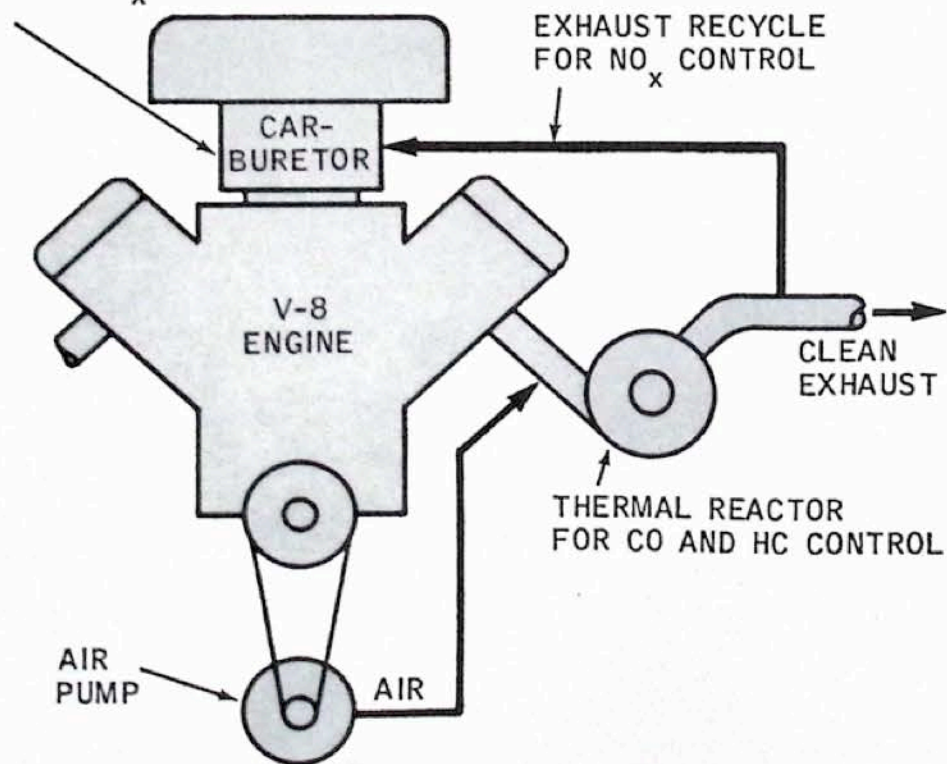 EXHAUST RECYCLE
FOR NOx CONTROL
CAR-
BURETOR
V-8
ENGINE
CLEAN
EXHAUST
THERMAL REACTOR
FOR CO AND HC CONTROL
AIR
PUMP
AIR